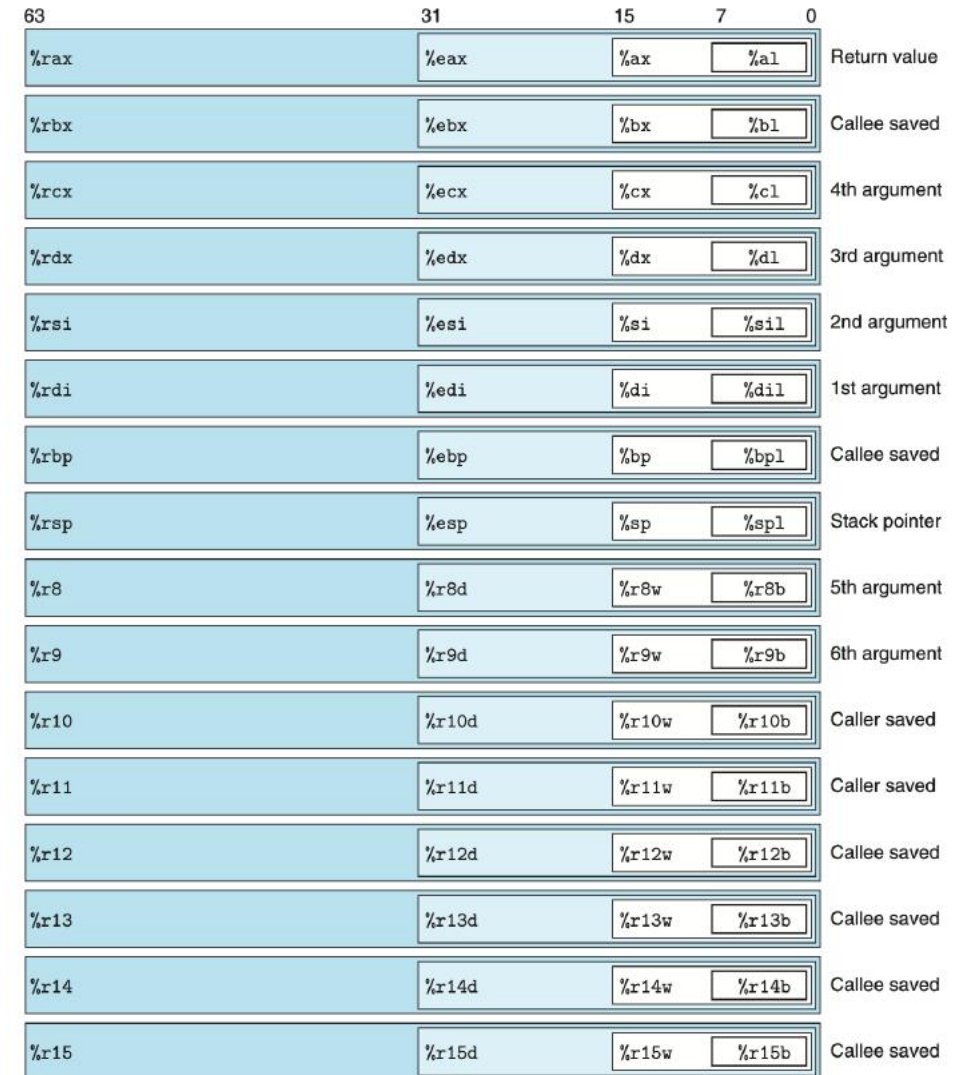 63 31 15 7 0
%rax %eax %ax %al Return value
%rbx %ebx %bx %bl Callee saved
%rcx %ecx %cx %cl 4th argument
%rdx %edx %dx %dl 3rd argument
%rsi %esi %si %sil 2nd argument
%rdi %edi %di %dil 1st argument
%rbp %ebp %bp %bpl Callee saved
%rsp %esp %sp %spl Stack pointer
%r8 %r8d %r8w %r8b 5th argument
%r9 %r9d %r9w %r9b 6th argument
%r10 %r10d %r10w %r10b Caller saved
%r11 %r11d %r11w %r11b Caller saved
%r12 %r12d %r12w %r12b Callee saved
%r13 %r13d %r13w %r13b Callee saved
%r14 %r14d %r14w %r14b Callee saved
%r15 %r15d %r15w %r15b Callee saved